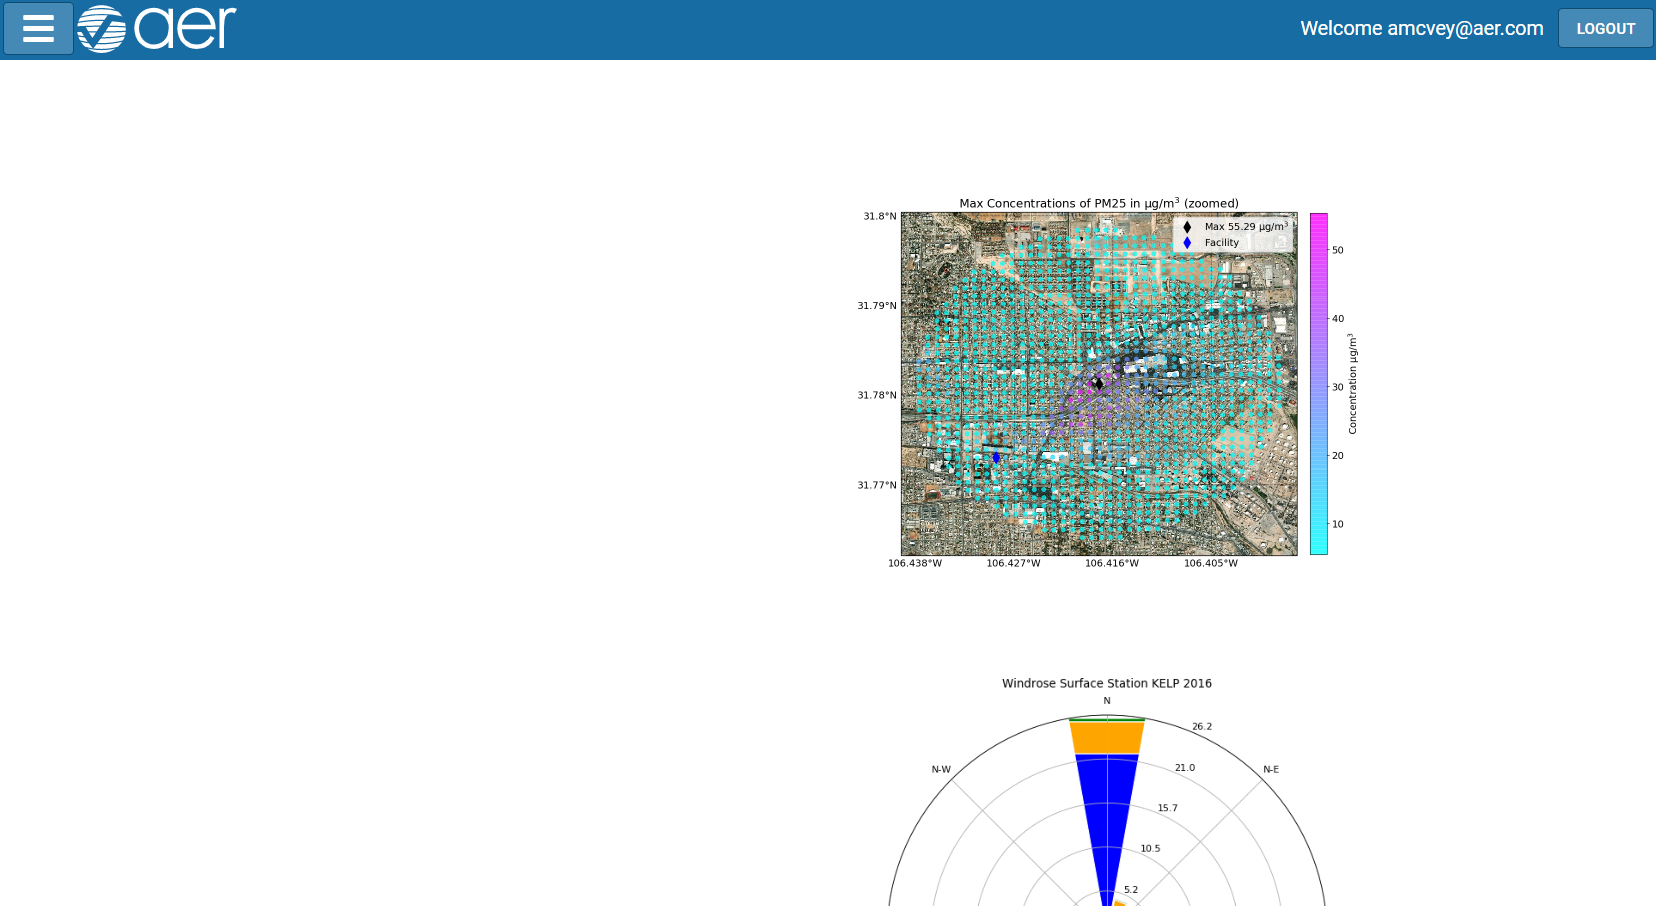 aer
Welcome amcvey@aer.com
LOGOUT
Max Concentrations of PM25 in µg/m³ (zoomed)
31.8°N
31.79°N
31.78°N
31.77°N
106.438°W
106.427°W
106.416°W
106.405°W
Max 55.29 µg/m³
Facility
50
40
30
20
10
Concentration µg/m³
Windrose Surface Station KELP 2016
N
26.2
N-W
21.0
N-E
15.7
10.5
5.2